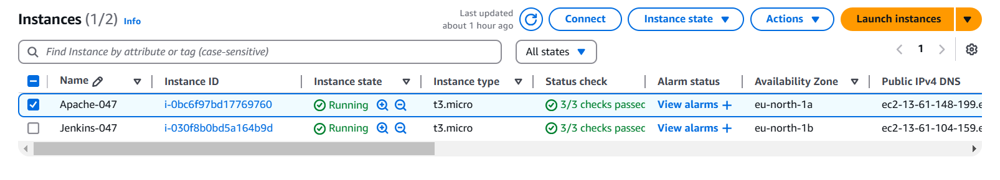 Instances (1/2) Info
Last updated about 1 hour ago
Connect
Instance state
Actions
Launch instances
Find Instance by attribute or tag (case-sensitive)
All states
1
Name Instance ID Instance state Instance type Status check Alarm status Availability Zone Public IPv4 DNS
Apache-047 i-0bc6f97bd17769760 Running t3.micro 3/3 checks passed View alarms + eu-north-1a ec2-13-61-148-199.e
Jenkins-047 i-030f8b0bd5a164b9d Running t3.micro 3/3 checks passed View alarms + eu-north-1b ec2-13-61-104-159.e